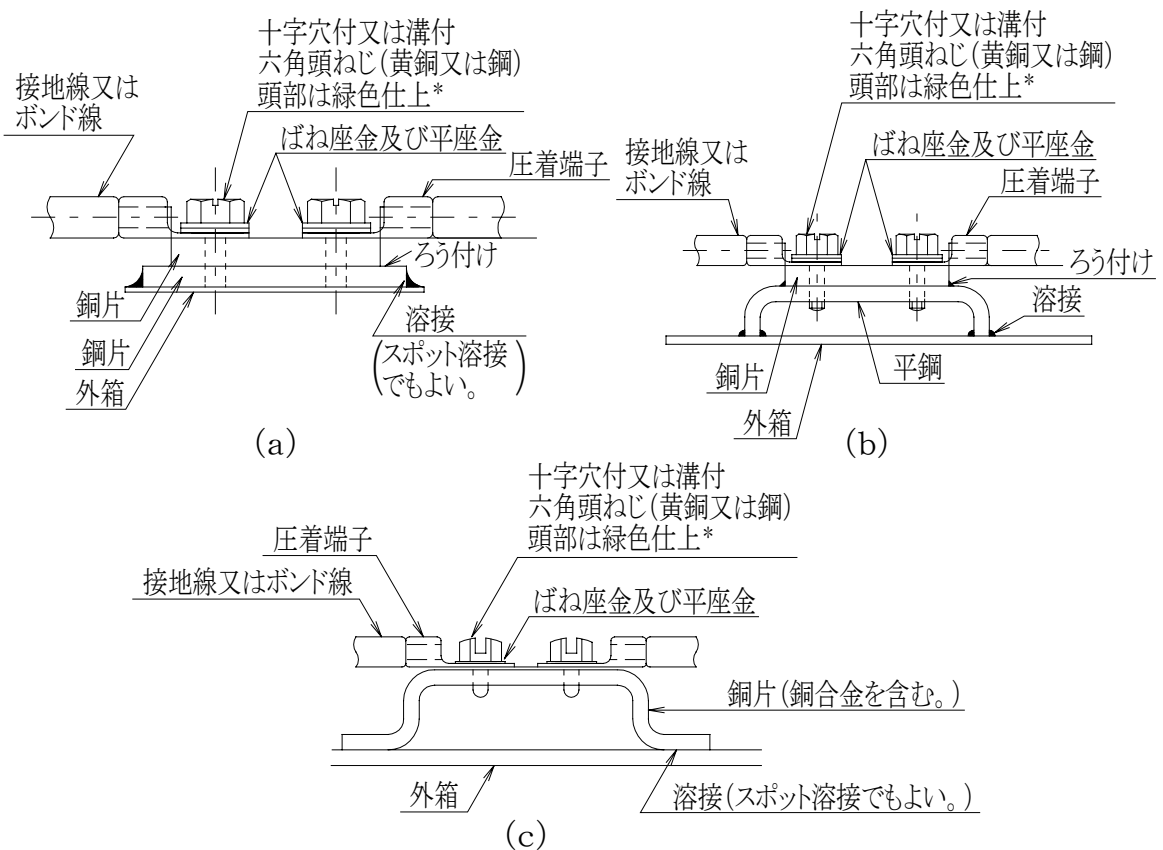 十字穴付又は溝付
六角頭ねじ(黄銅又は鋼)
頭部は緑色仕上*
接地線又は
ボンド線
ばね座金及び平座金
圧着端子
ろう付け
銅片
鋼片
外箱
溶接
(スポット溶接
でもよい。)
(a)
十字穴付又は溝付
六角頭ねじ(黄銅又は鋼)
頭部は緑色仕上*
接地線又は
ボンド線
ばね座金及び平座金
圧着端子
ろう付け
溶接
銅片
平鋼
外箱
(b)
十字穴付又は溝付
六角頭ねじ(黄銅又は鋼)
頭部は緑色仕上*
圧着端子
接地線又はボンド線
ばね座金及び平座金
銅片(銅合金を含む。)
外箱
溶接(スポット溶接でもよい。)
(c)